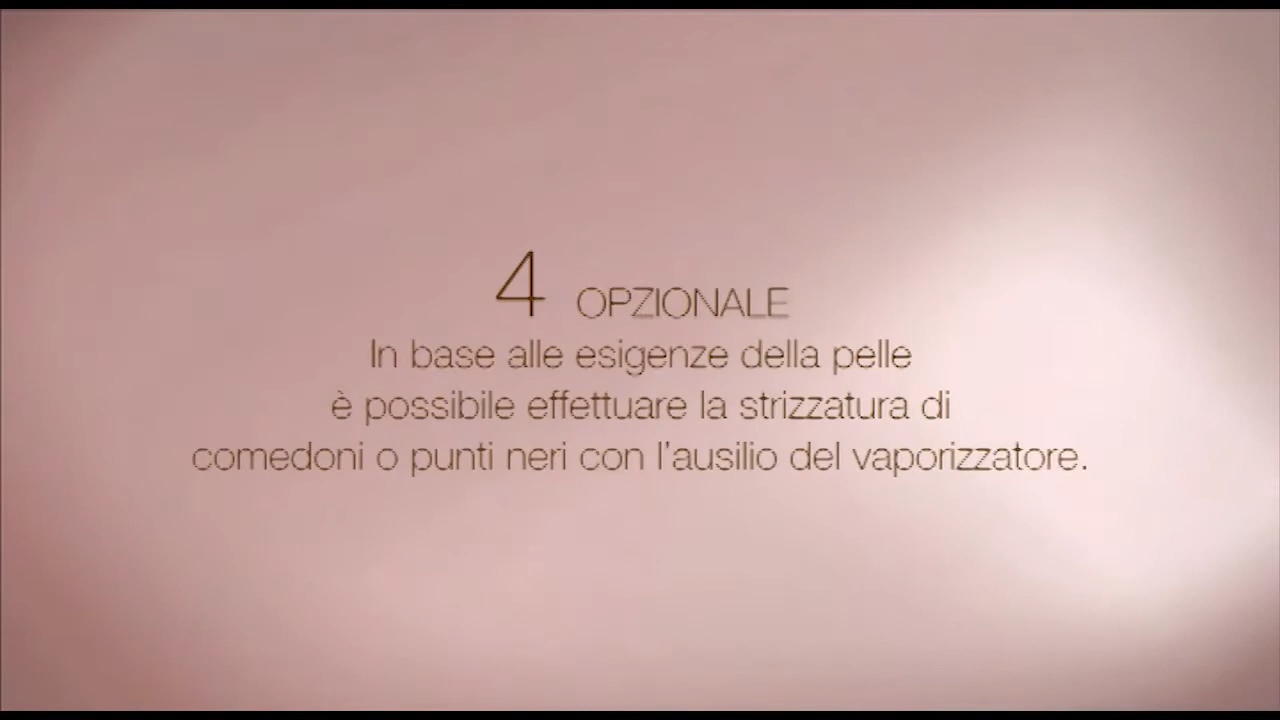 4 OPZIONALE
In base alle esigenze della pelle
è possibile effettuare la strizzatura di
comedoni o punti neri con l'ausilio del vaporizzatore.